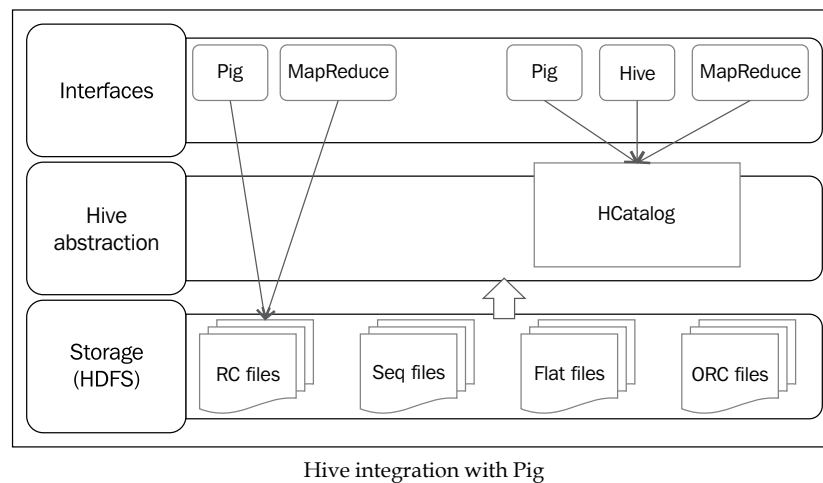 Interfaces
Pig
MapReduce
Pig
Hive
MapReduce
Hive
abstraction
HCatalog
Storage
(HDFS)
RC files
Seq files
Flat files
ORC files
Hive integration with Pig